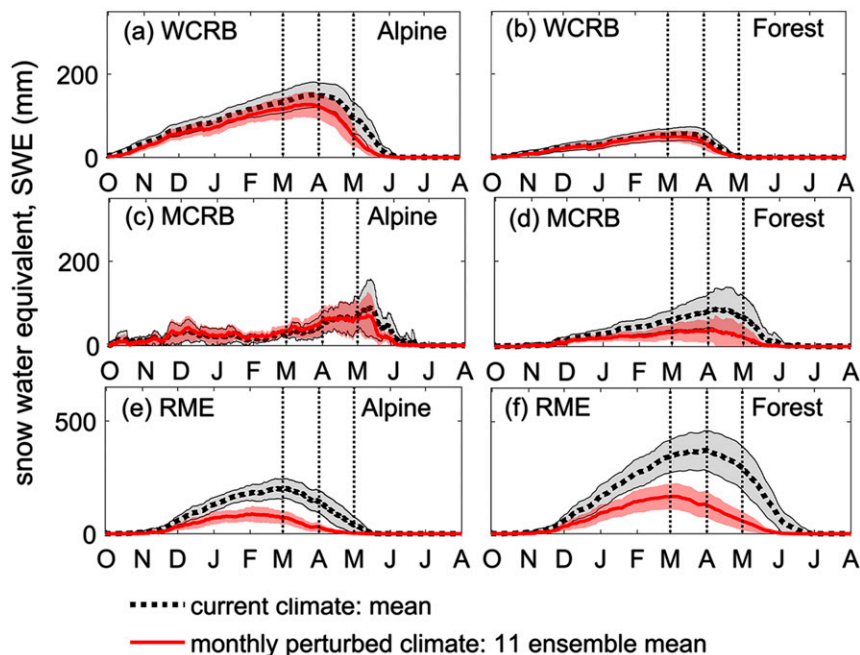 (a) WCRB Alpine
(b) WCRB Forest
200
0
O N D J F M A M J J A
O N D J F M A M J J A
(c) MCRB Alpine
(d) MCRB Forest
200
0
O N D J F M A M J J A
O N D J F M A M J J A
(e) RME Alpine
(f) RME Forest
500
0
O N D J F M A M J J A
O N D J F M A M J J A
snow water equivalent, SWE (mm)
current climate: mean
monthly perturbed climate: 11 ensemble mean